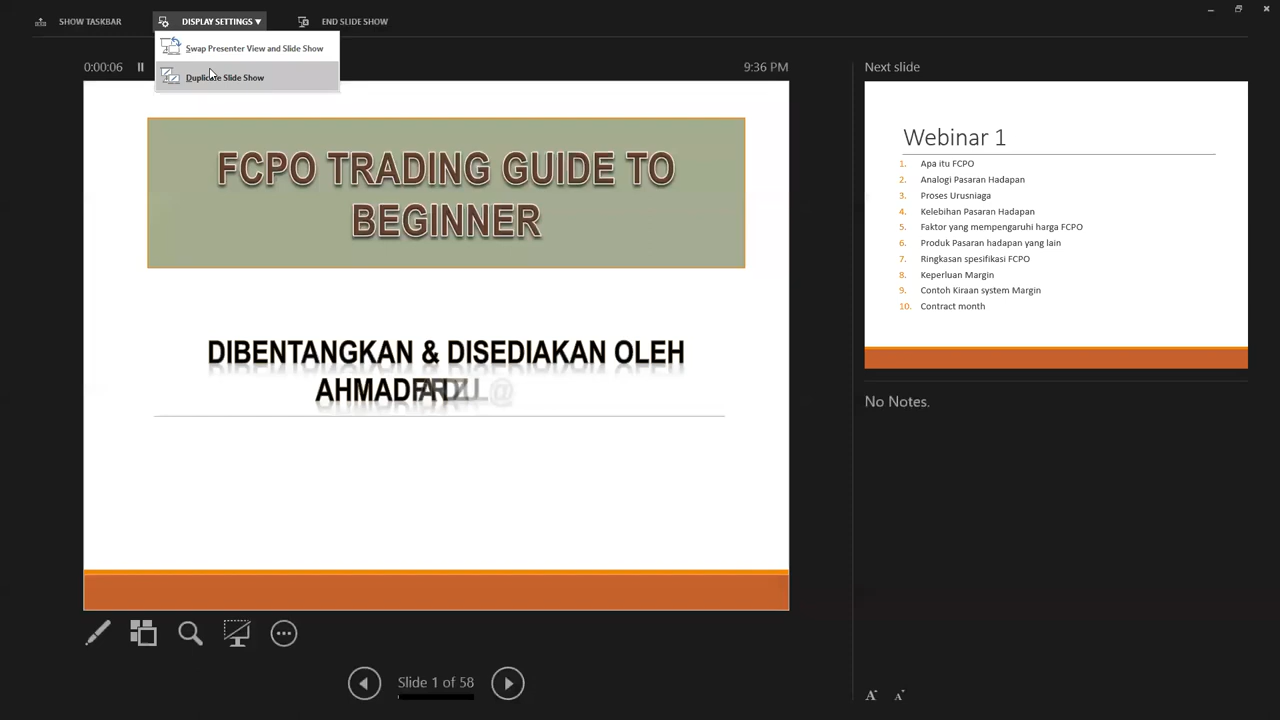 SHOW TASKBAR
DISPLAY SETTINGS ▼
END SLIDE SHOW
Swap Presenter View and Slide Show
Duplicate Slide Show
0:00:06
9:36 PM
FCPO TRADING GUIDE TO
BEGINNER
DIBENTANGKAN & DISEDIAKAN OLEH
AHMAD
Slide 1 of 58
Next slide
Webinar 1
1. Apa itu FCPO
2. Analogi Pasaran Hadapan
3. Proses Urusniaga
4. Kelebihan Pasaran Hadapan
5. Faktor yang mempengaruhi harga FCPO
6. Produk Pasaran hadapan yang lain
7. Ringkasan spesifikasi FCPO
8. Keperluan Margin
9. Contoh Kiraan system Margin
10. Contract month
No Notes.
A A